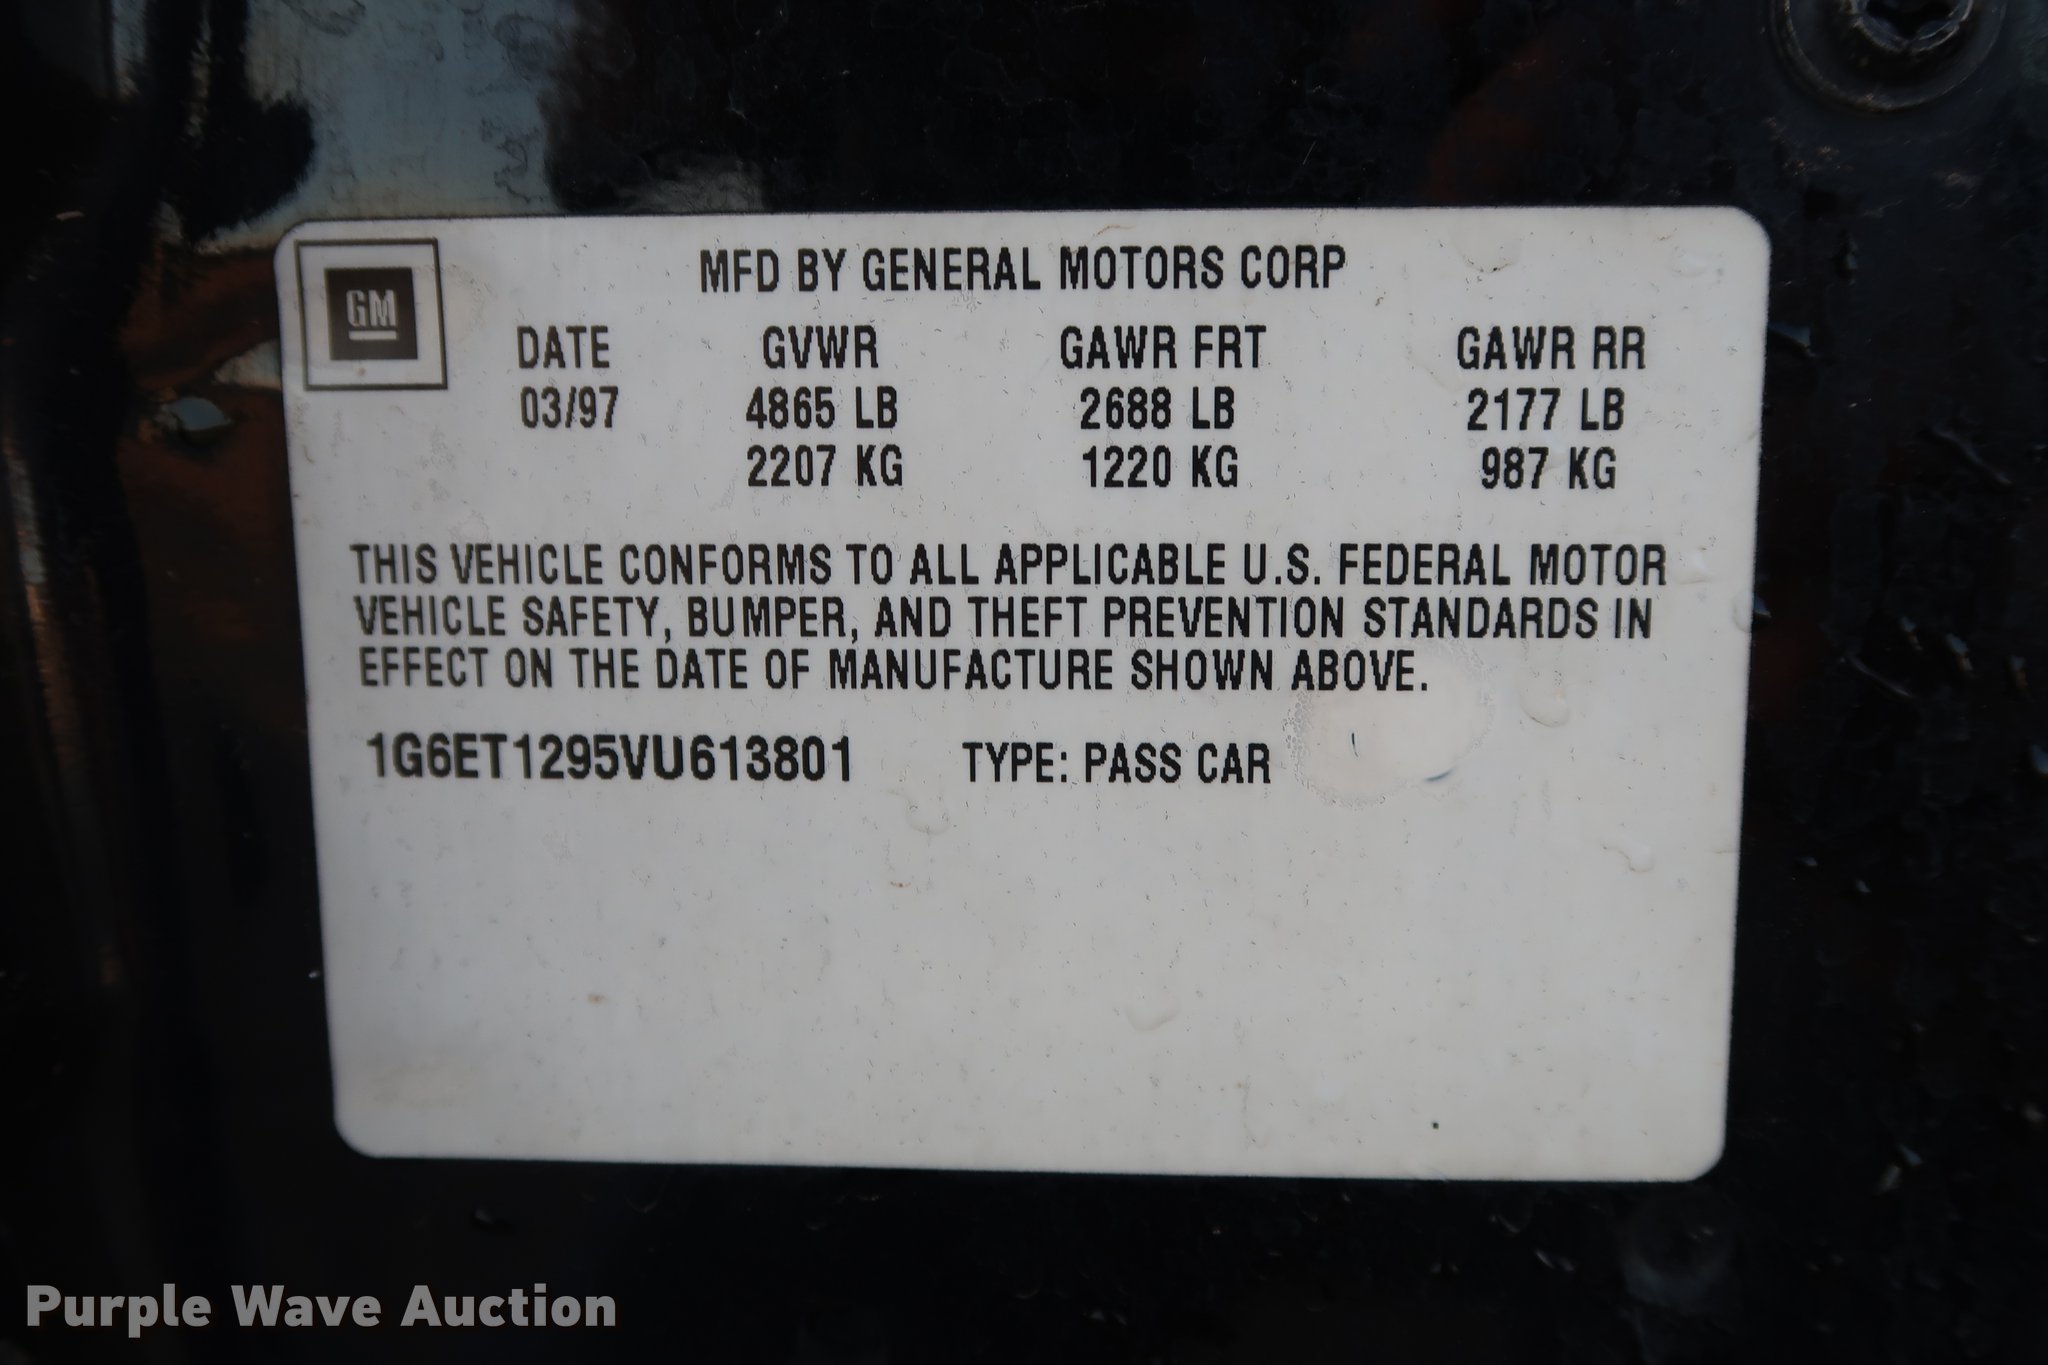 GM
MFD BY GENERAL MOTORS CORP
DATE GVWR GAWR FRT GAWR RR
03/97 4865 LB 2688 LB 2177 LB
2207 KG 1220 KG 987 KG
THIS VEHICLE CONFORMS TO ALL APPLICABLE U.S. FEDERAL MOTOR
VEHICLE SAFETY, BUMPER, AND THEFT PREVENTION STANDARDS IN
EFFECT ON THE DATE OF MANUFACTURE SHOWN ABOVE.
1G6ET1295VU613801 TYPE: PASS CAR
Purple Wave Auction